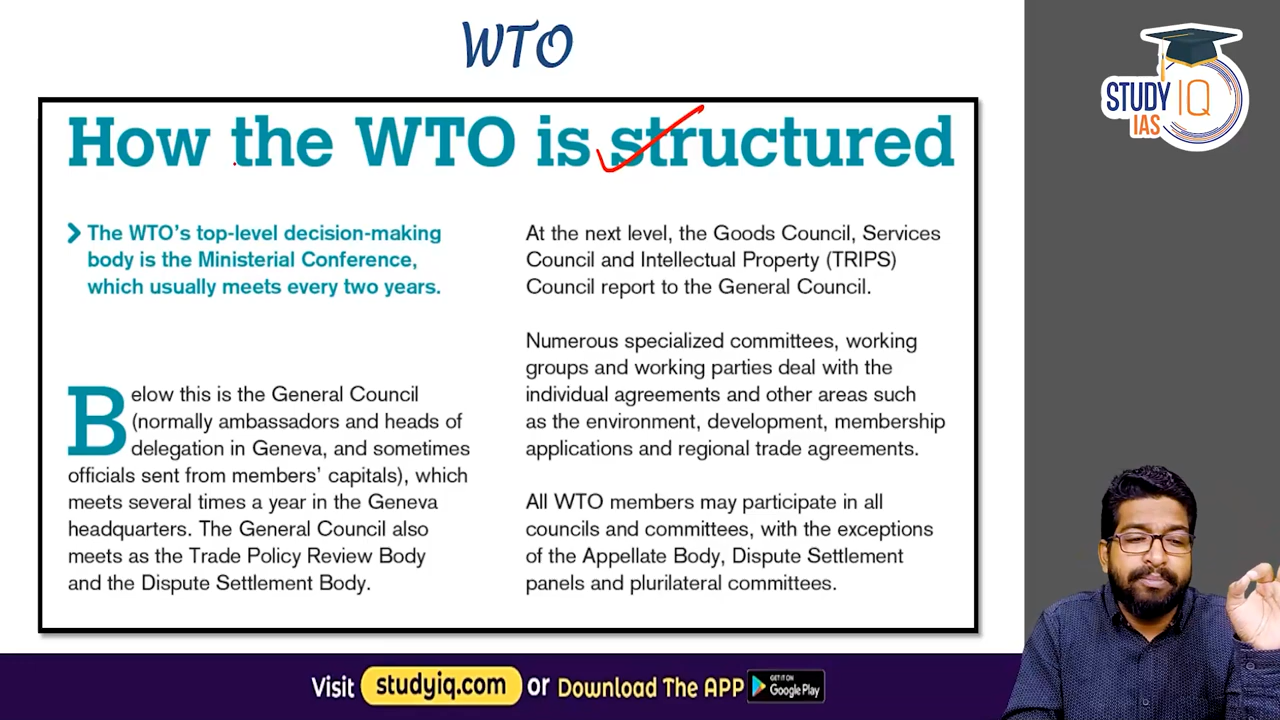 WTO
How the WTO is structured
The WTO's top-level decision-making
body is the Ministerial Conference,
which usually meets every two years.
Below this is the General Council
(normally ambassadors and heads of
delegation in Geneva, and sometimes
officials sent from members' capitals), which
meets several times a year in the Geneva
headquarters. The General Council also
meets as the Trade Policy Review Body
and the Dispute Settlement Body.
At the next level, the Goods Council, Services
Council and Intellectual Property (TRIPS)
Council report to the General Council.
Numerous specialized committees, working
groups and working parties deal with the
individual agreements and other areas such
as the environment, development, membership
applications and regional trade agreements.
All WTO members may participate in all
councils and committees, with the exceptions
of the Appellate Body, Dispute Settlement
panels and plurilateral committees.
STUDY IQ
IAS
Visit studyiq.com or Download The APP GET IT ON Google Play